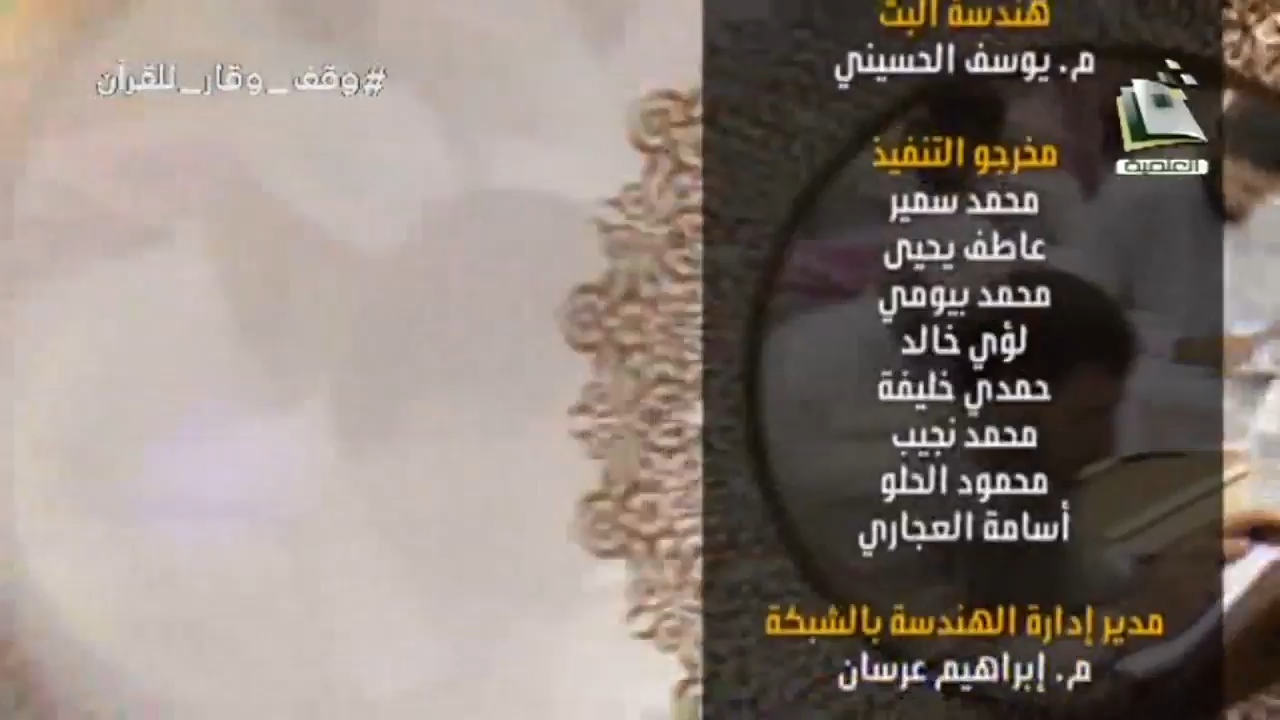 هندسة البث
م. يوسف الحسيني
#وقف_وقار_للقرآن
العلمية
مخرجو التنفيذ
محمد سمير
عاطف يحيى
محمد بيومي
لؤي خالد
حمدي خليفة
محمد نجيب
محمود الحلو
أسامة العجاري
مدير إدارة الهندسة بالشبكة
م. إبراهيم عرسان